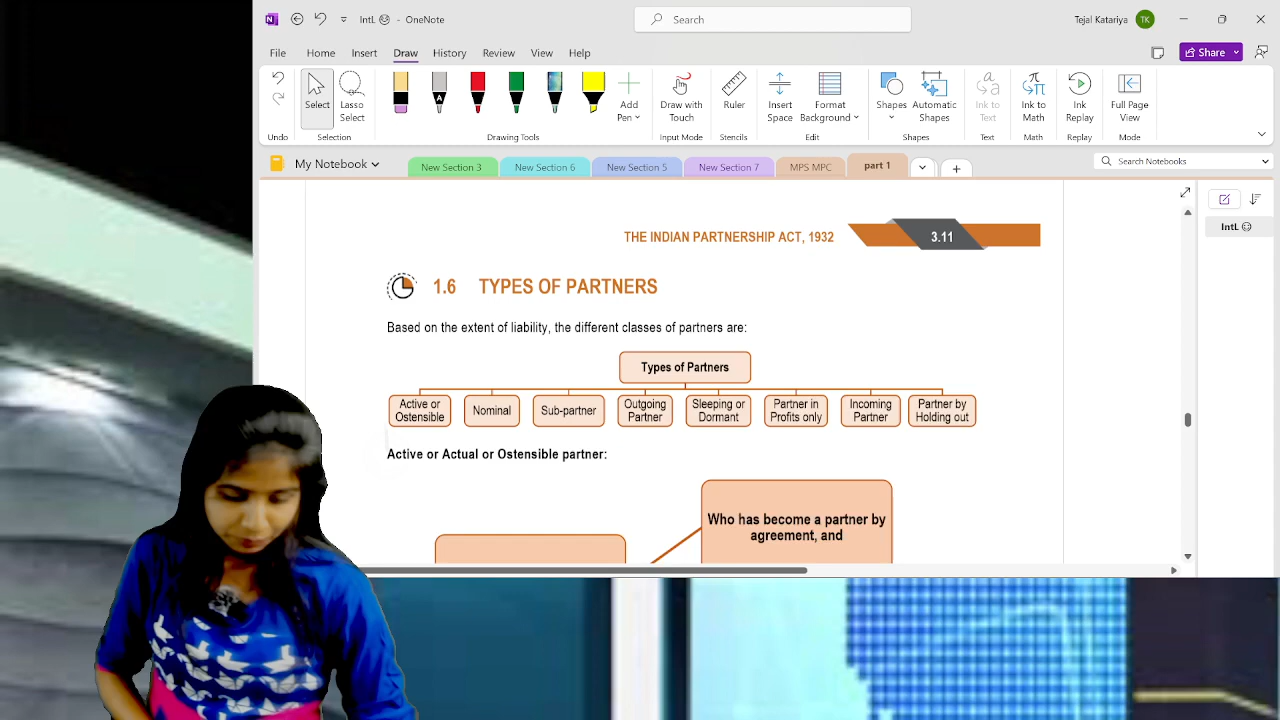 IntL ☺ - OneNote
Search
Tejal Katariya
TK
File Home Insert Draw History Review View Help
Share
Select
Lasso
Select
A
Add
Pen
Draw with
Touch
Ruler
Insert
Space
Format
Background
Shapes
Automatic
Shapes
Ink to
Text
Ink to
Math
Ink
Replay
Full Page
View
Undo
Selection
Drawing Tools
Input Mode
Stencils
Edit
Shapes
Text
Math
Replay
Mode
My Notebook
New Section 3
New Section 6
New Section 5
New Section 7
MPS MPC
part 1
Search Notebooks
IntL ☺
THE INDIAN PARTNERSHIP ACT, 1932
3.11
1.6 TYPES OF PARTNERS
Based on the extent of liability, the different classes of partners are:
Types of Partners
Active or
Ostensible
Nominal
Sub-partner
Outgoing
Partner
Sleeping or
Dormant
Partner in
Profits only
Incoming
Partner
Partner by
Holding out
Active or Actual or Ostensible partner:
Who has become a partner by
agreement, and